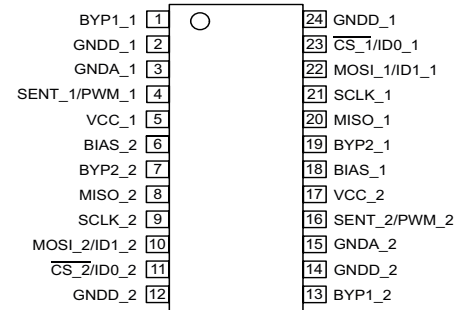 BYP1_1 1 24 GNDD_1
GNDD_1 2 23 CS_1/ID0_1
GNDA_1 3 22 MOSI_1/ID1_1
SENT_1/PWM_1 4 21 SCLK_1
VCC_1 5 20 MISO_1
BIAS_2 6 19 BYP2_1
BYP2_2 7 18 BIAS_1
MISO_2 8 17 VCC_2
SCLK_2 9 16 SENT_2/PWM_2
MOSI_2/ID1_2 10 15 GNDA_2
CS_2/ID0_2 11 14 GNDD_2
GNDD_2 12 13 BYP1_2